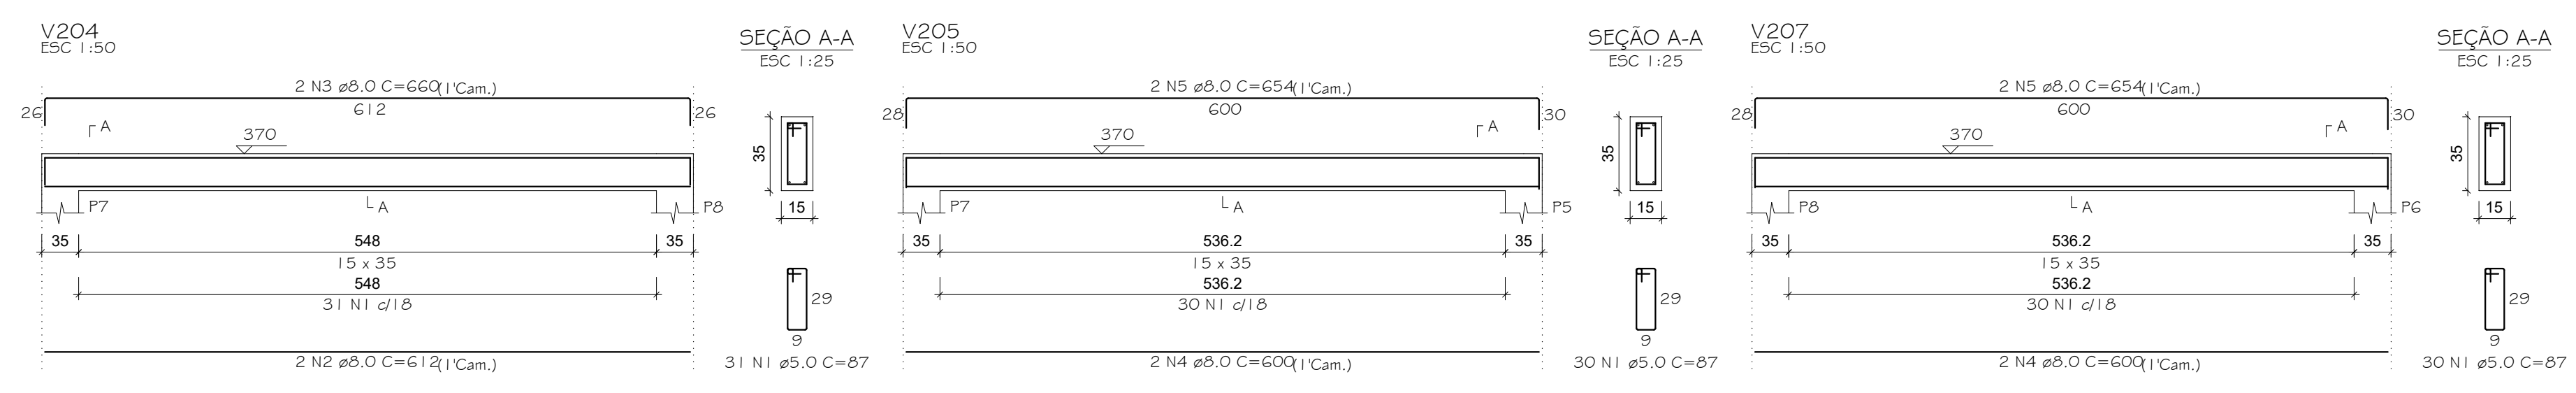 V204
ESC 1:50
2 N3 ø8.0 C=660(1'Cam.)
26
612
26
A
370
P7
A
P8
35
548
35
15 x 35
548
31 N1 c/18
2 N2 ø8.0 C=612(1'Cam.)
SEÇÃO A-A
ESC 1:25
35
15
29
9
31 N1 ø5.0 C=87
V205
ESC 1:50
2 N5 ø8.0 C=654(1'Cam.)
28
600
30
A
370
P7
A
P5
35
536.2
35
15 x 35
536.2
30 N1 c/18
2 N4 ø8.0 C=600(1'Cam.)
SEÇÃO A-A
ESC 1:25
35
15
29
9
30 N1 ø5.0 C=87
V207
ESC 1:50
2 N5 ø8.0 C=654(1'Cam.)
28
600
30
A
370
P8
A
P6
35
536.2
35
15 x 35
536.2
30 N1 c/18
2 N4 ø8.0 C=600(1'Cam.)
SEÇÃO A-A
ESC 1:25
35
15
29
9
30 N1 ø5.0 C=87